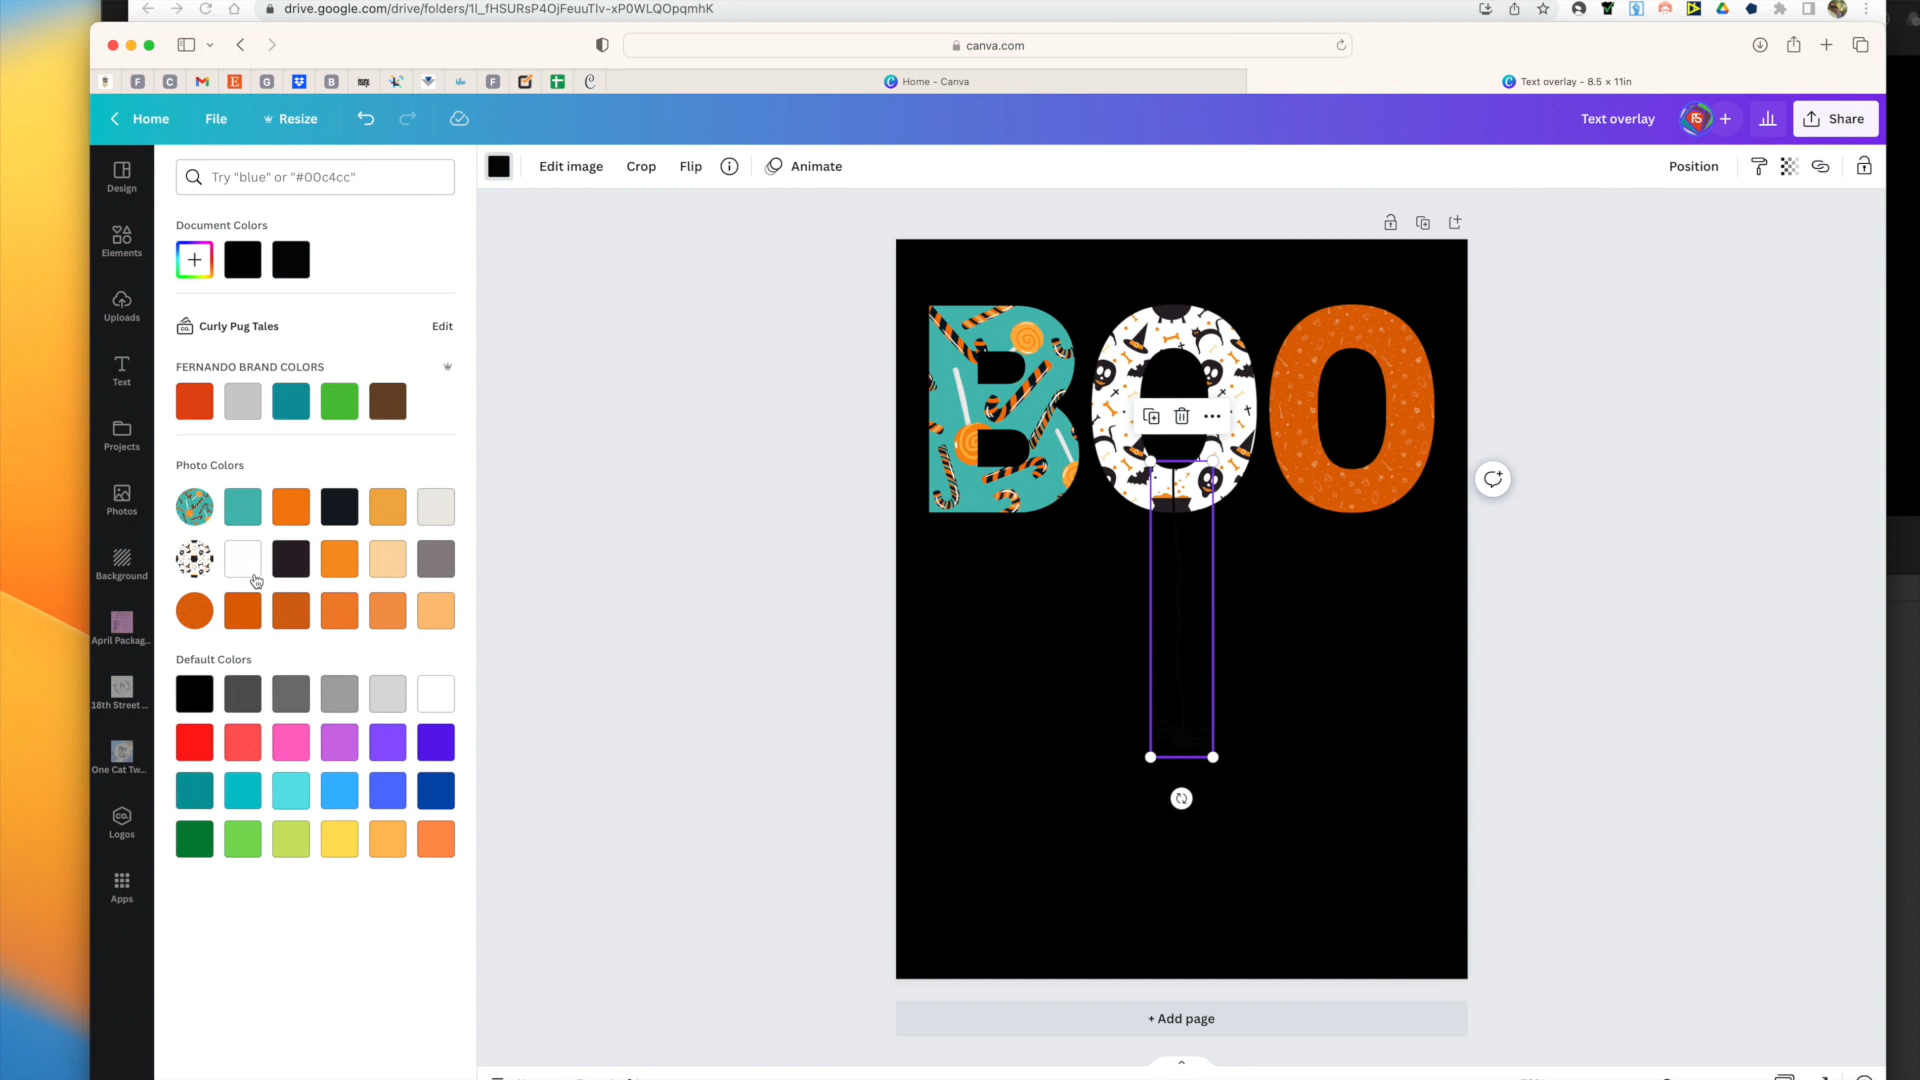 drive.google.com/drive/folders/1l_fHSURsP4OjFeuuTlv-xP0WLQOpqmhK
canva.com
Home - Canva
Text overlay - 8.5 × 11in
Home
File
Resize
Text overlay
Share
Try "blue" or "#00c4cc"
Edit image
Crop
Flip
Animate
Position
Design
Elements
Uploads
Text
Projects
Photos
Background
April Packag...
18th Street ...
One Cat Tw...
Logos
Apps
Document Colors
CO.
Curly Pug Tales
Edit
FERNANDO BRAND COLORS
Photo Colors
Default Colors
BOO
+ Add page